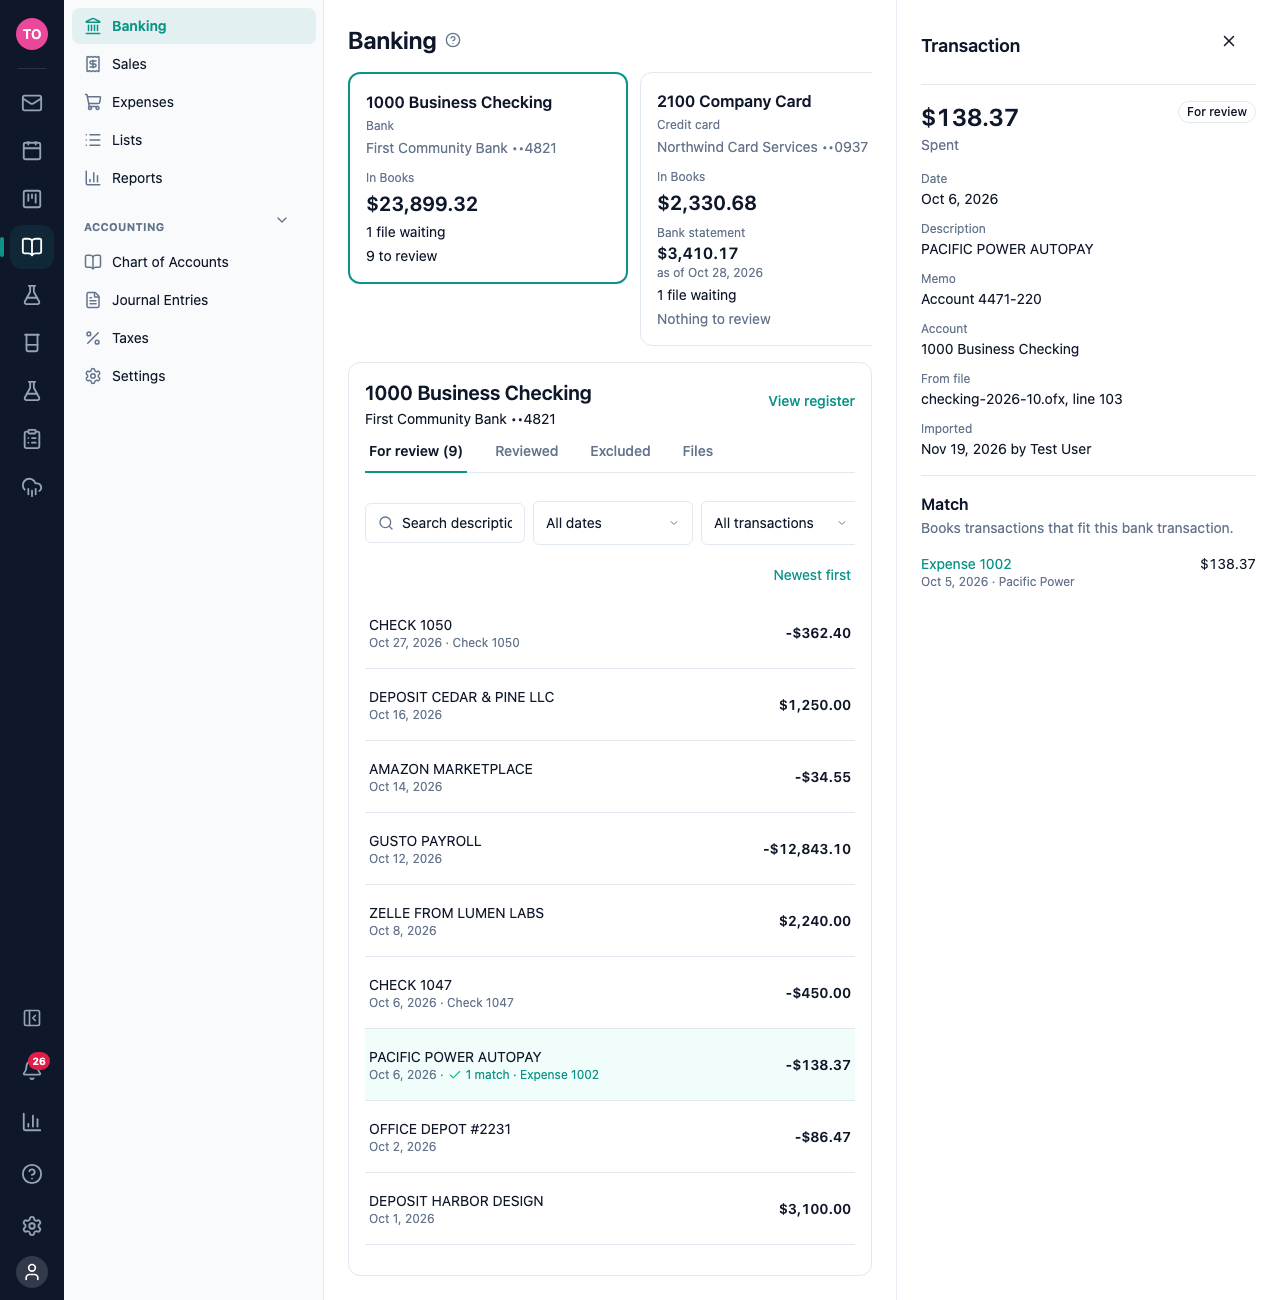 TO
Banking
Sales
Expenses
Lists
Reports
ACCOUNTING
Chart of Accounts
Journal Entries
Taxes
Settings
26
Banking
1000 Business Checking
Bank
First Community Bank ••4821
In Books
$23,899.32
1 file waiting
9 to review
2100 Company Card
Credit card
Northwind Card Services ••0937
In Books
$2,330.68
Bank statement
$3,410.17
as of Oct 28, 2026
1 file waiting
Nothing to review
1000 Business Checking
First Community Bank ••4821
View register
For review (9) Reviewed Excluded Files
Search descriptic All dates All transactions
Newest first
CHECK 1050
Oct 27, 2026 · Check 1050
-$362.40
DEPOSIT CEDAR & PINE LLC
Oct 16, 2026
$1,250.00
AMAZON MARKETPLACE
Oct 14, 2026
-$34.55
GUSTO PAYROLL
Oct 12, 2026
-$12,843.10
ZELLE FROM LUMEN LABS
Oct 8, 2026
$2,240.00
CHECK 1047
Oct 6, 2026 · Check 1047
-$450.00
PACIFIC POWER AUTOPAY
Oct 6, 2026 · 1 match · Expense 1002
-$138.37
OFFICE DEPOT #2231
Oct 2, 2026
-$86.47
DEPOSIT HARBOR DESIGN
Oct 1, 2026
$3,100.00
Transaction
$138.37
For review
Spent
Date
Oct 6, 2026
Description
PACIFIC POWER AUTOPAY
Memo
Account 4471-220
Account
1000 Business Checking
From file
checking-2026-10.ofx, line 103
Imported
Nov 19, 2026 by Test User
Match
Books transactions that fit this bank transaction.
Expense 1002
$138.37
Oct 5, 2026 · Pacific Power